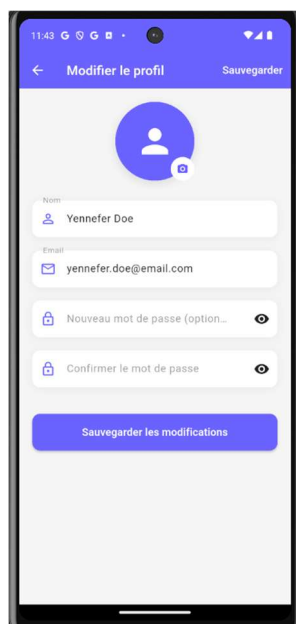 11:43 G G
Modifier le profil Sauvegarder
Nom
Yennefer Doe
Email
yennefer.doe@email.com
Nouveau mot de passe (option...
Confirmer le mot de passe
Sauvegarder les modifications